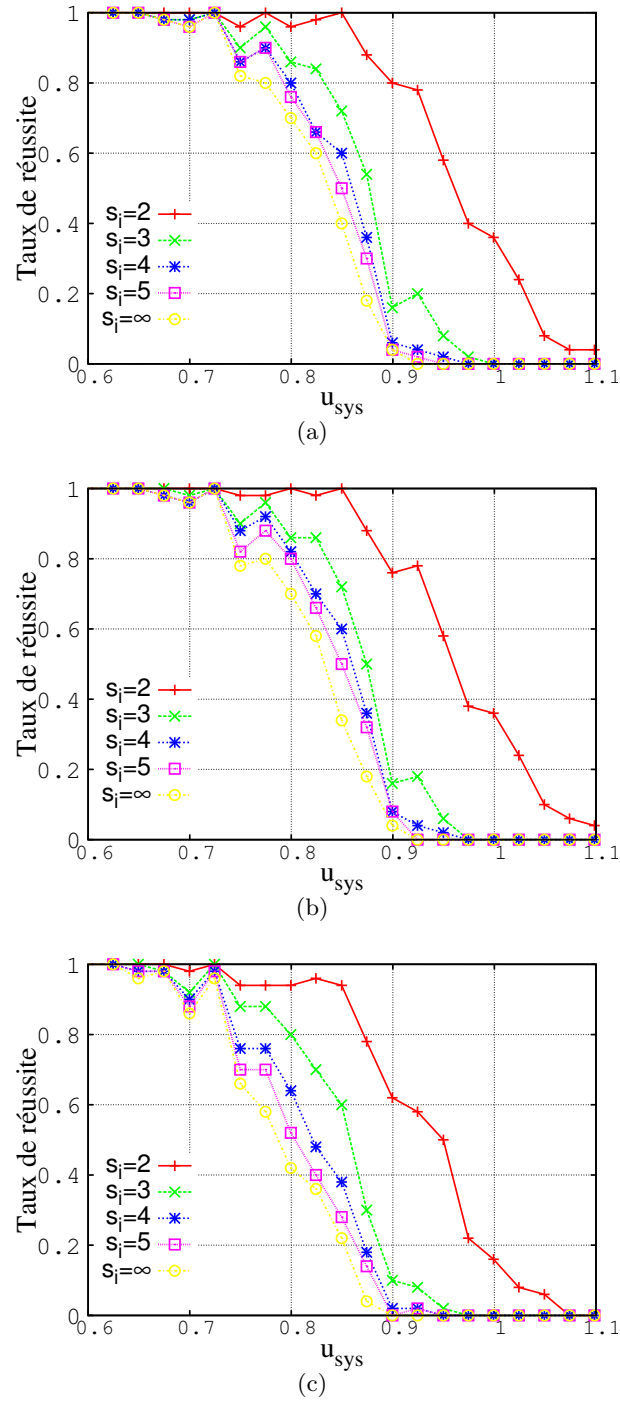 1
0.8
0.6
0.4
0.2
0
Taux de réussite
s_i=2
s_i=3
s_i=4
s_i=5
s_i=∞
0.6 0.7 0.8 0.9 1 1.1
u_sys
(a)
1
0.8
0.6
0.4
0.2
0
Taux de réussite
s_i=2
s_i=3
s_i=4
s_i=5
s_i=∞
0.6 0.7 0.8 0.9 1 1.1
u_sys
(b)
1
0.8
0.6
0.4
0.2
0
Taux de réussite
s_i=2
s_i=3
s_i=4
s_i=5
s_i=∞
0.6 0.7 0.8 0.9 1 1.1
u_sys
(c)